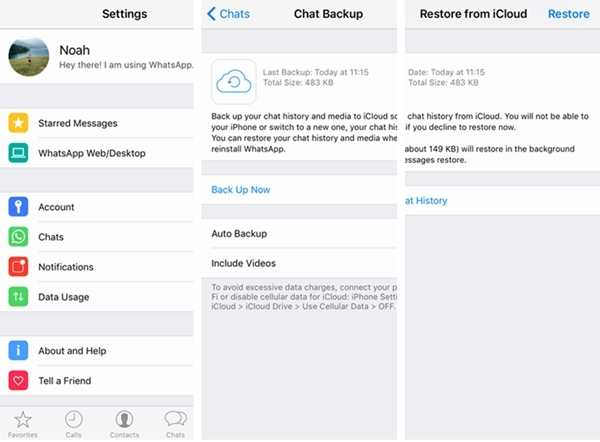 Settings
Noah
Hey there! I am using WhatsApp.
Starred Messages
WhatsApp Web/Desktop
Account
Chats
Notifications
Data Usage
About and Help
Tell a Friend
Favorites
Calls
Contacts
Chats
Chats
Chat Backup
Last Backup: Today at 11:15
Total Size: 483 KB
Back up your chat history and media to iCloud so
your iPhone or switch to a new one, your chat his
You can restore your chat history and media whe
reinstall WhatsApp.
Back Up Now
Auto Backup
Include Videos
To avoid excessive data charges, connect your p
Fi or disable cellular data for iCloud: iPhone Setti
iCloud > iCloud Drive > Use Cellular Data > OFF.
Restore from iCloud
Restore
Date: Today at 11:15
Total Size: 483 KB
chat history from iCloud. You will not be able to
if you decline to restore now.
about 149 KB) will restore in the background
essages restore.
at History